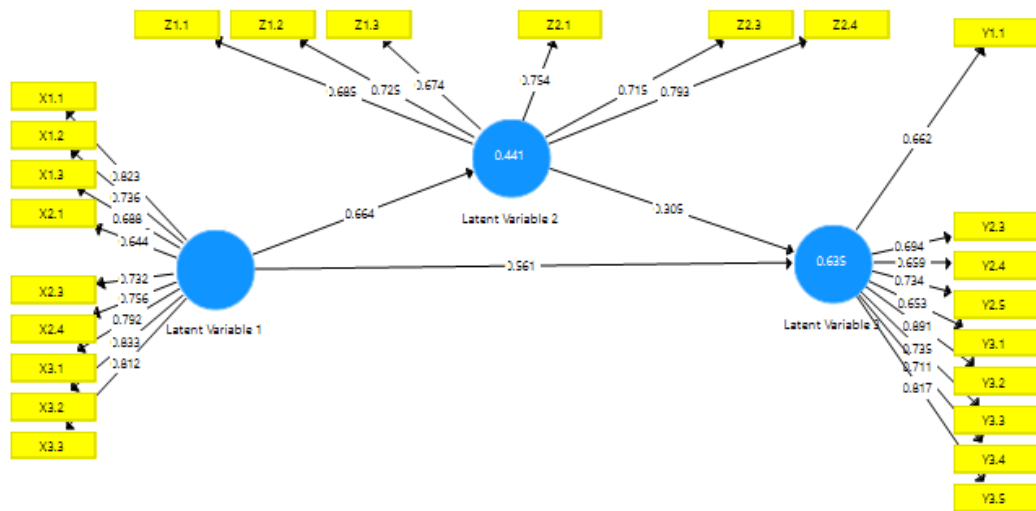 Z1.1
Z1.2
Z1.3
Z2.1
Z2.3
Z2.4
Y1.1
0.685
0.725
0.674
0.754
0.715
0.793
0.662
X1.1
X1.2
X1.3
X2.1
X2.3
X2.4
X3.1
X3.2
X3.3
0.823
0.736
0.688
0.644
0.732
0.756
0.792
0.833
0.812
Latent Variable 1
0.664
0.441
Latent Variable 2
0.305
0.561
0.635
Latent Variable 3
0.694
0.659
0.734
0.653
0.891
0.735
0.711
0.817
Y2.3
Y2.4
Y2.5
Y3.1
Y3.2
Y3.3
Y3.4
Y3.5